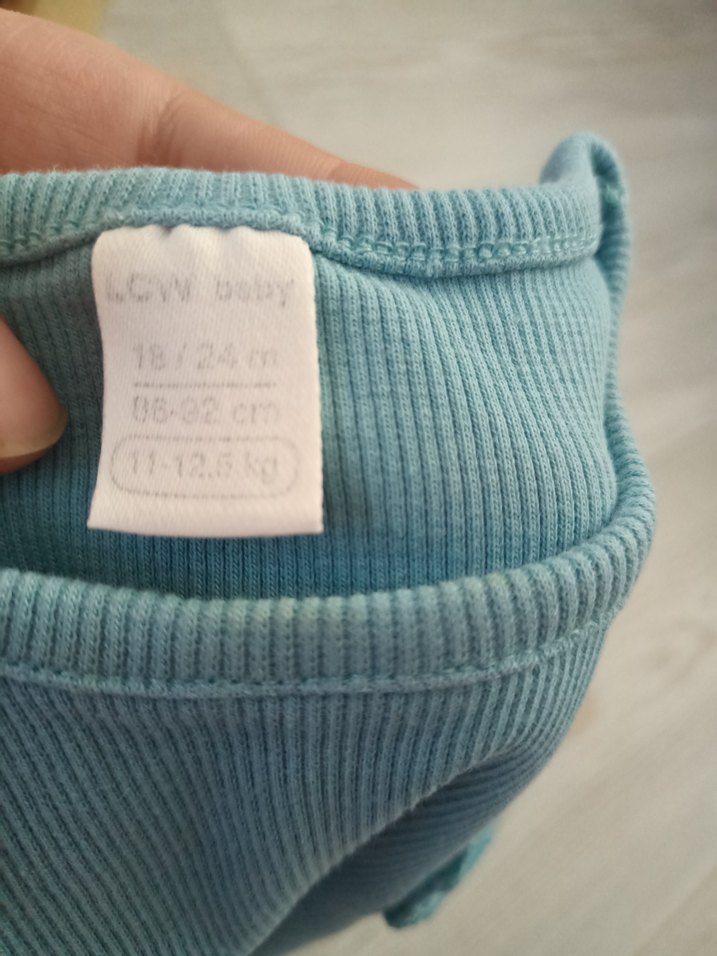 LCW baby
18 / 24 m
86-92 cm
11-12.5 kg